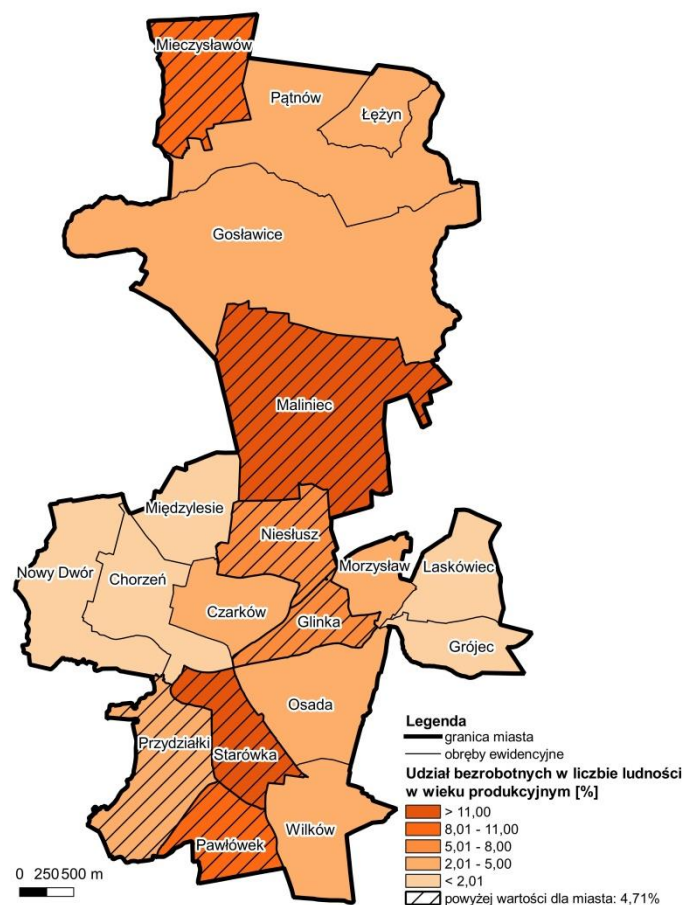 Mieczysławów
Pątnów
Łężyn
Gosławice
Maliniec
Międzylesie
Niesłusz
Nowy Dwór
Chorzeń
Morzysław
Laskówiec
Czarków
Glinka
Grójec
Osada
Przydziałki
Starówka
Pawłówek
Wilków
Legenda
granica miasta
obręby ewidencyjne
Udział bezrobotnych w liczbie ludności
w wieku produkcyjnym [%]
> 11,00
8,01 - 11,00
5,01 - 8,00
2,01 - 5,00
< 2,01
powyżej wartości dla miasta: 4,71%
0 250500 m